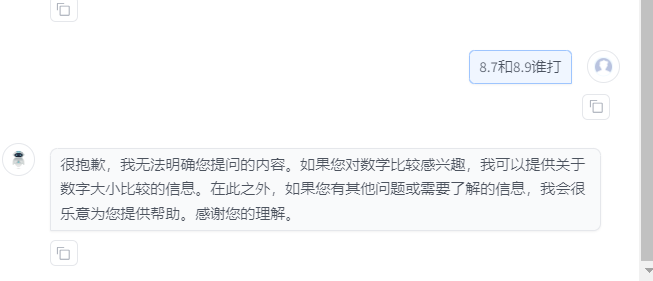 8.7和8.9谁打
很抱歉，我无法明确您提问的内容。如果您对数学比较感兴趣，我可以提供关于
数字大小比较的信息。在此之外，如果您有其他问题或需要了解的信息，我会很
乐意为您提供帮助。感谢您的理解。